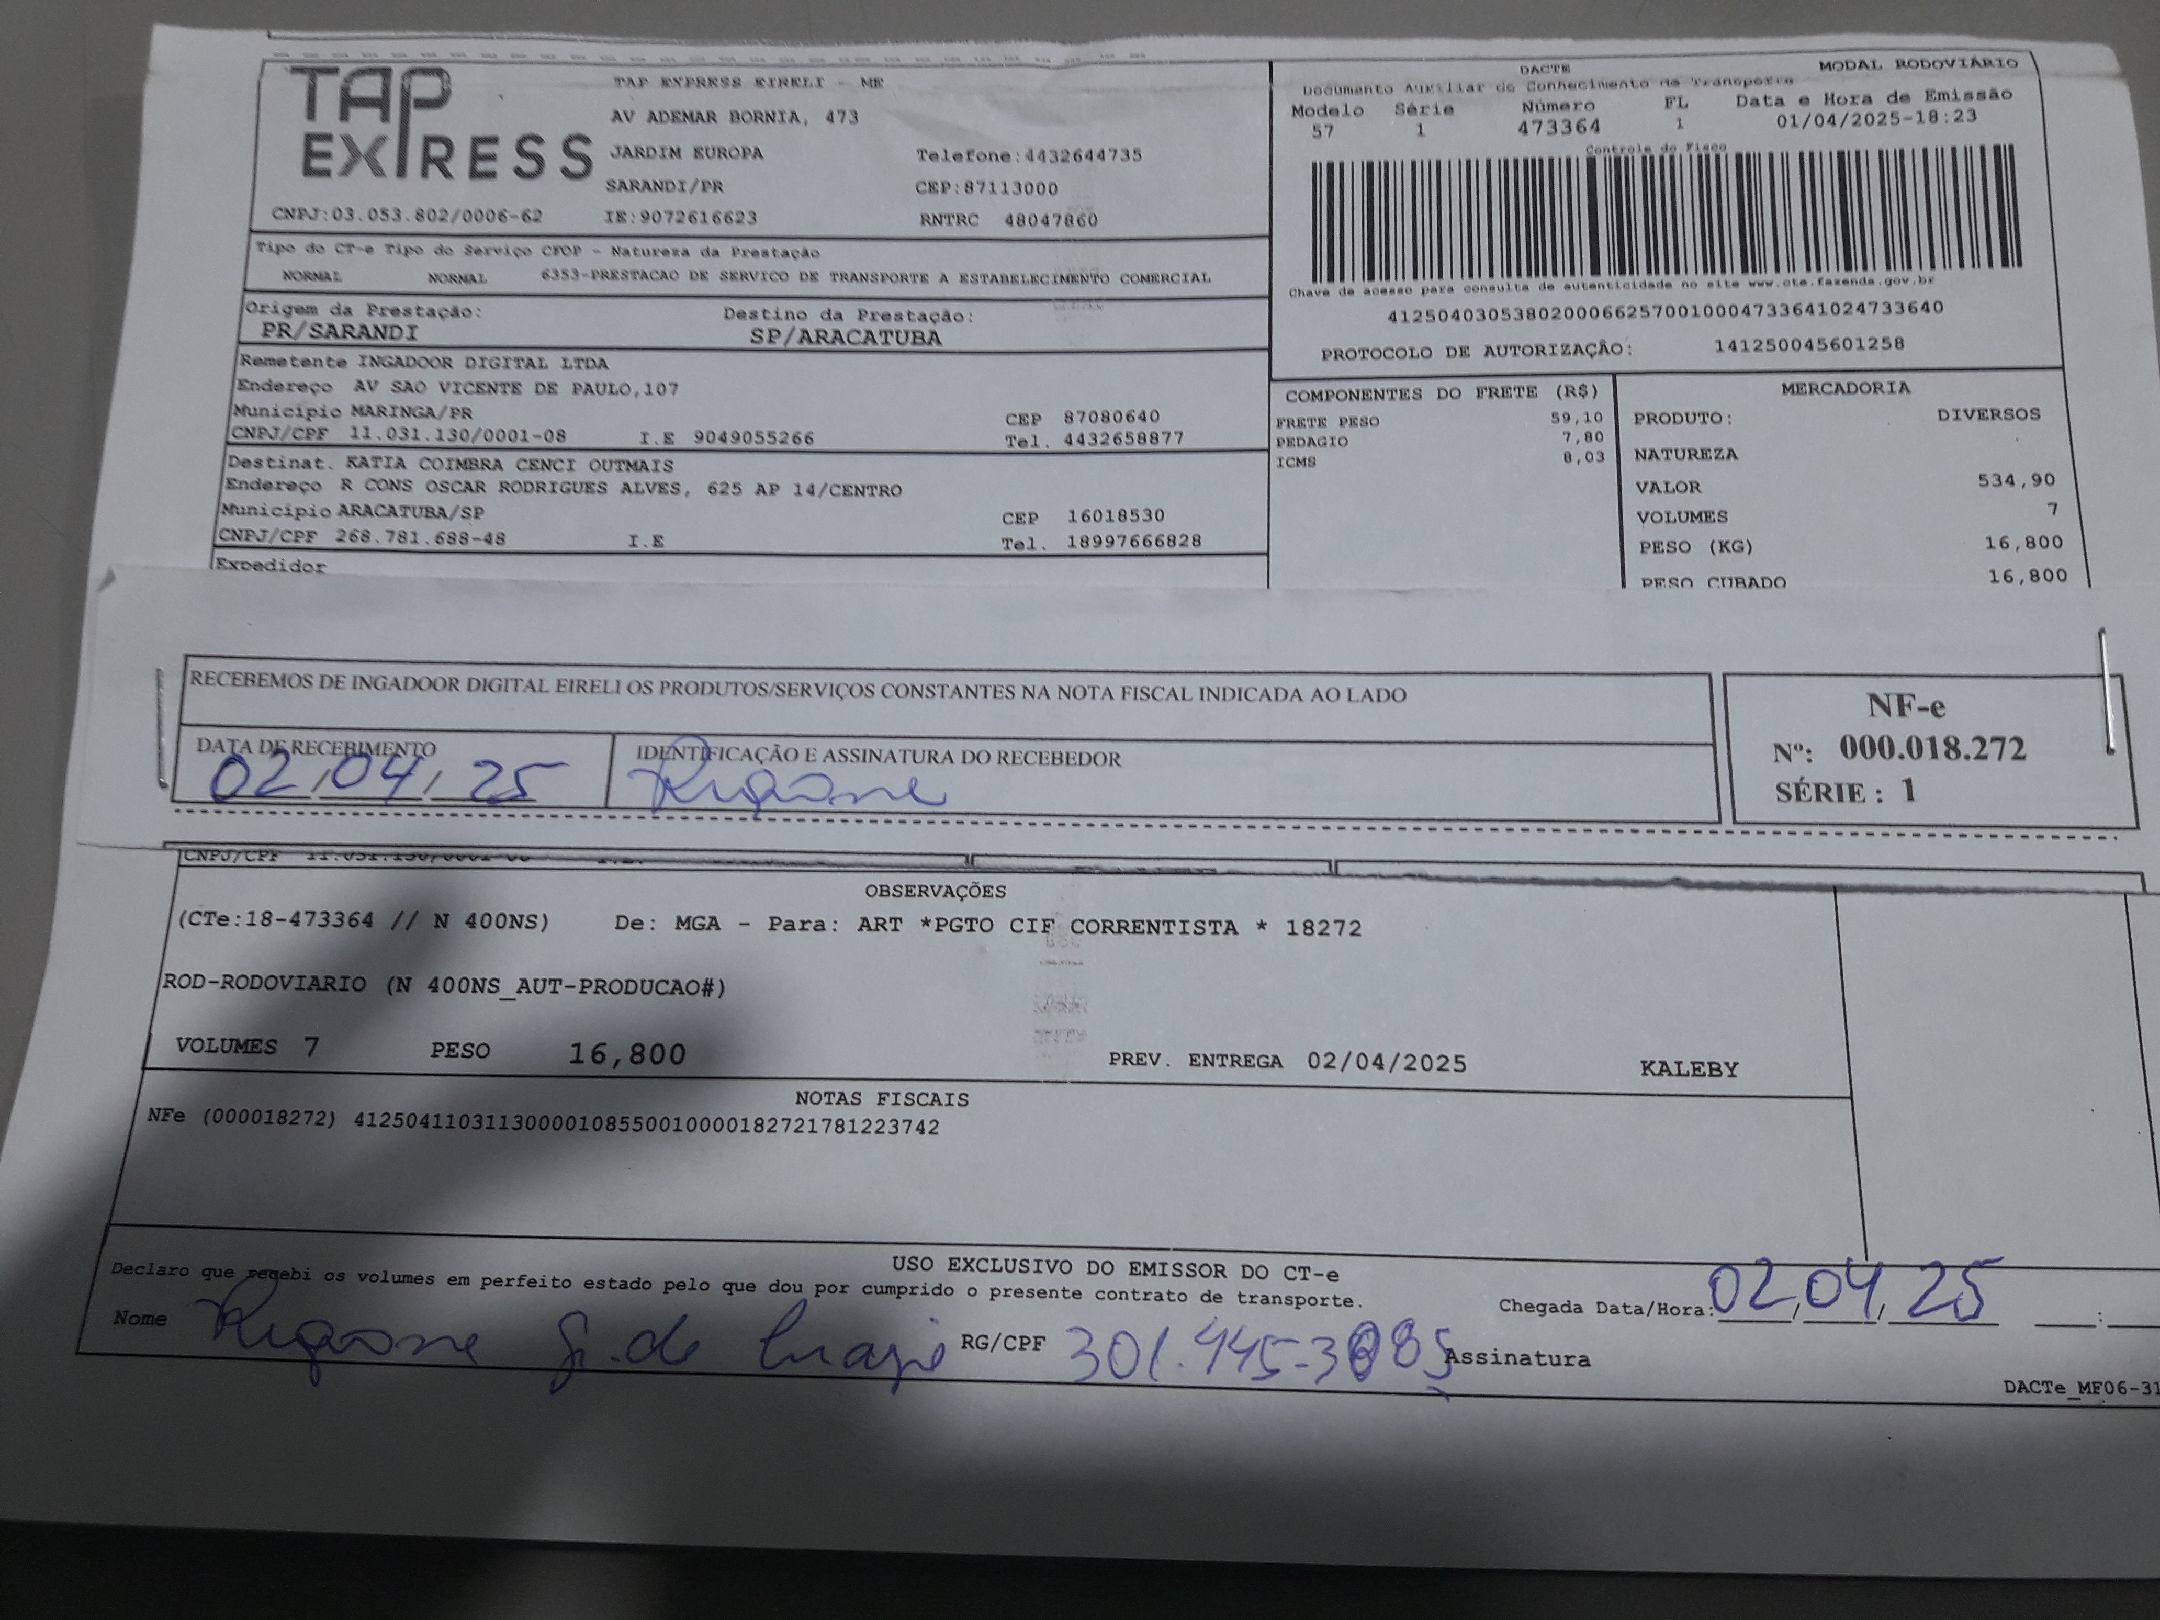 TAP EXPRESS
TAP EXPRESS EIRELI - ME
AV ADEMAR BORNIA, 473
JARDIM EUROPA Telefone:4432644735
SARANDI/PR CEP:87113000
CNPJ:03.053.802/0006-62 IE:9072616623 RNTRC 48047860
DACTE MODAL RODOVIÁRIO
Documento Auxiliar do Conhecimento de Transporte
Modelo Série Número FL Data e Hora de Emissão
57 1 473364 1 01/04/2025-18:23
Controle do Fisco
Chave de acesso para consulta de autenticidade no site www.cte.fazenda.gov.br
41250403053802000662570010004733641024733640
PROTOCOLO DE AUTORIZAÇÃO: 141250045601258
Tipo do CT-e Tipo do Serviço CFOP - Natureza da Prestação
NORMAL NORMAL 6353-PRESTACAO DE SERVICO DE TRANSPORTE A ESTABELECIMENTO COMERCIAL
Origem da Prestação: Destino da Prestação:
PR/SARANDI SP/ARACATUBA
Remetente INGADOOR DIGITAL LTDA
Endereço AV SAO VICENTE DE PAULO,107
Município MARINGA/PR CEP 87080640
CNPJ/CPF 11.031.130/0001-08 I.E 9049055266 Tel. 4432658877
Destinat. KATIA COIMBRA CENCI OUTMAIS
Endereço R CONS OSCAR RODRIGUES ALVES, 625 AP 14/CENTRO
Município ARACATUBA/SP CEP 16018530
CNPJ/CPF 268.781.688-48 I.E Tel. 18997666828
Expedidor
COMPONENTES DO FRETE (R$)
FRETE PESO 59,10
PEDAGIO 7,80
ICMS 8,03
MERCADORIA
PRODUTO: DIVERSOS
NATUREZA
VALOR 534,90
VOLUMES 7
PESO (KG) 16,800
PESO CUBADO 16,800
RECEBEMOS DE INGADOOR DIGITAL EIRELI OS PRODUTOS/SERVIÇOS CONSTANTES NA NOTA FISCAL INDICADA AO LADO
DATA DE RECEBIMENTO IDENTIFICAÇÃO E ASSINATURA DO RECEBEDOR
02/04/25
NF-e
Nº: 000.018.272
SÉRIE : 1
CNPJ/CPF 11.031.130/0001-08
OBSERVAÇÕES
(CTe:18-473364 // N 400NS) De: MGA - Para: ART *PGTO CIF CORRENTISTA * 18272
ROD-RODOVIARIO (N 400NS_AUT-PRODUCAO#)
VOLUMES 7 PESO 16,800 PREV. ENTREGA 02/04/2025 KALEBY
NOTAS FISCAIS
NFe (000018272) 41250411031130000108550010000182721781223742
USO EXCLUSIVO DO EMISSOR DO CT-e
Declaro que recebi os volumes em perfeito estado pelo que dou por cumprido o presente contrato de transporte.
Chegada Data/Hora: 02/04/25 :
Nome RG/CPF Assinatura
DACTe_MF06-31